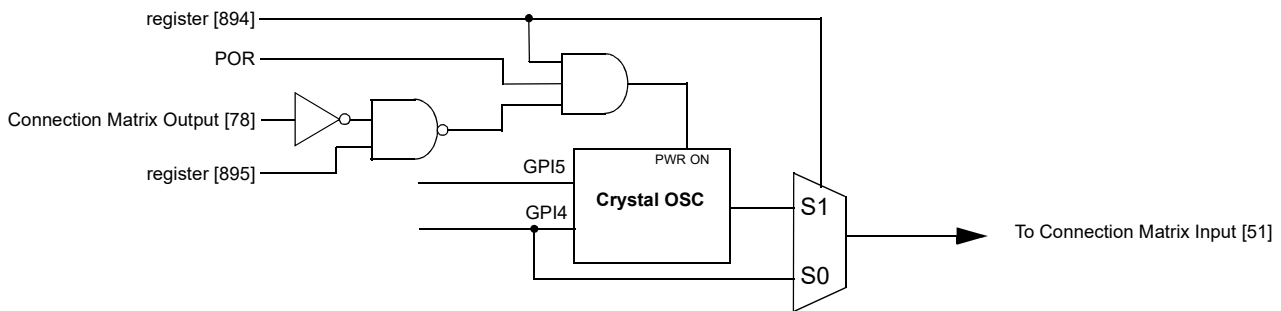 register [894]
POR
Connection Matrix Output [78]
register [895]
GPI5
PWR ON
Crystal OSC
GPI4
S1
To Connection Matrix Input [51]
S0